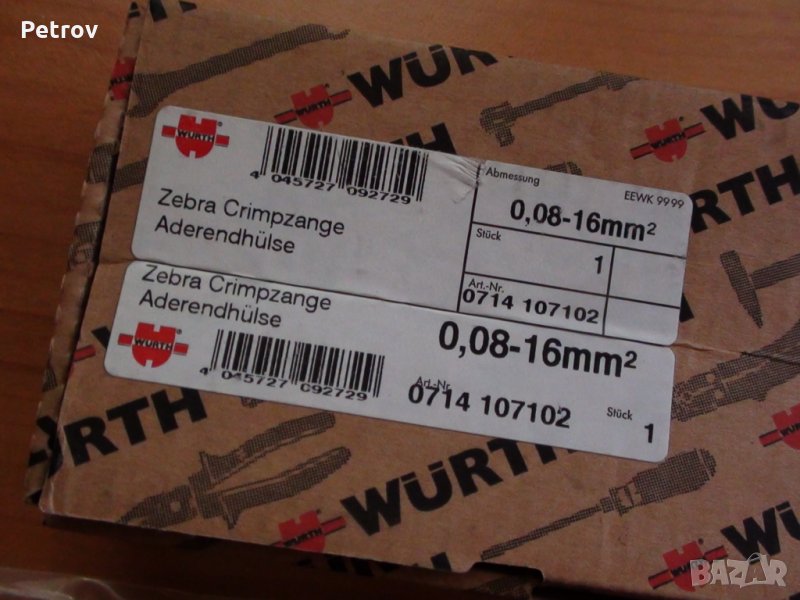 Petrov
WÜRTH
WÜR
WÜRTH
4 045727 092729
Zebra Crimpzange
Aderendhülse
Abmessung
EEWK 9999
0,08-16mm²
Stück
1
Art.-Nr.
0714 107102
Zebra Crimpzange
Aderendhülse
WÜRTH
4 045727 092729
0,08-16mm²
Art.-Nr.
0714 107102
Stück
1
WÜRTH
WÜRTH
BAZAR